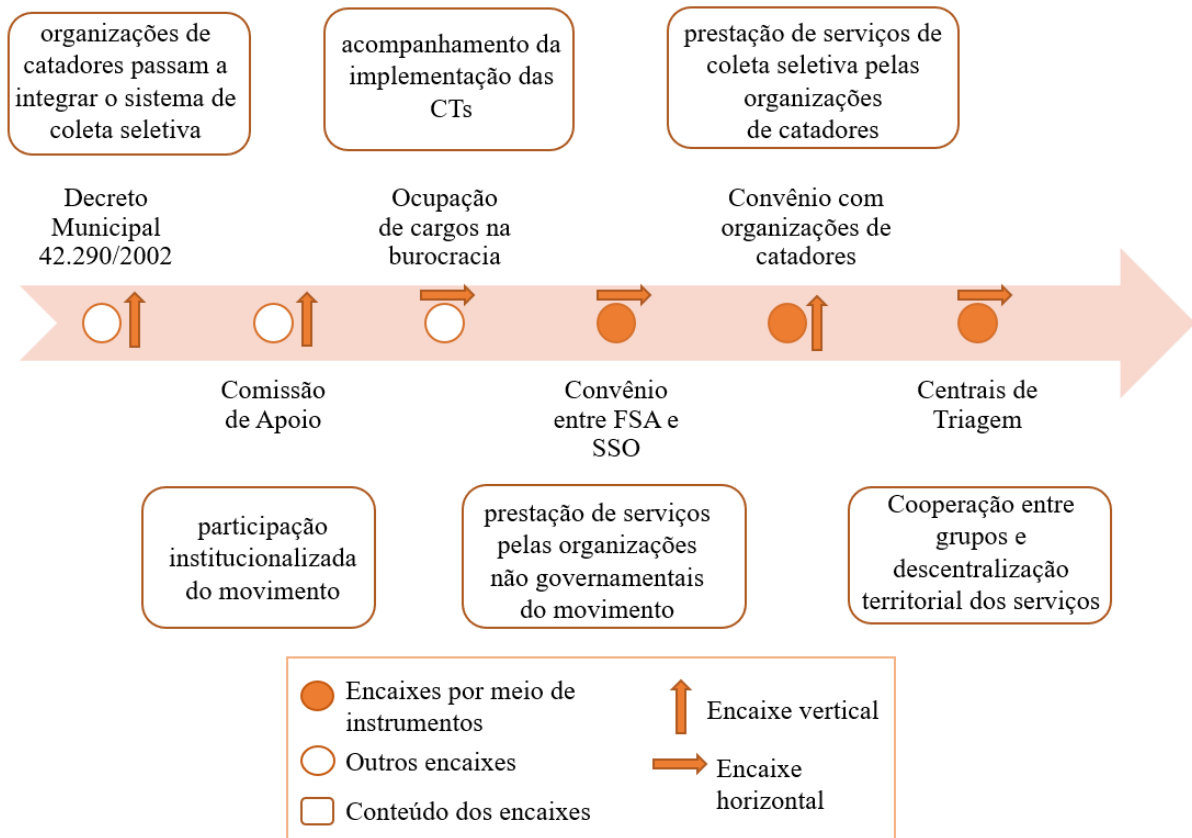 organizações de
catadores passam a
integrar o sistema de
coleta seletiva
acompanhamento da
implementação das
CTs
prestação de serviços de
coleta seletiva pelas
organizações
de catadores
Decreto
Municipal
42.290/2002
Ocupação
de cargos na
burocracia
Convênio com
organizações de
catadores
Comissão
de Apoio
Convênio
entre FSA e
SSO
Centrais de
Triagem
participação
institucionalizada
do movimento
prestação de serviços
pelas organizações
não governamentais
do movimento
Cooperação entre
grupos e
descentralização
territorial dos serviços
Encaixes por meio de
instrumentos
Outros encaixes
Conteúdo dos encaixes
Encaixe vertical
Encaixe
horizontal